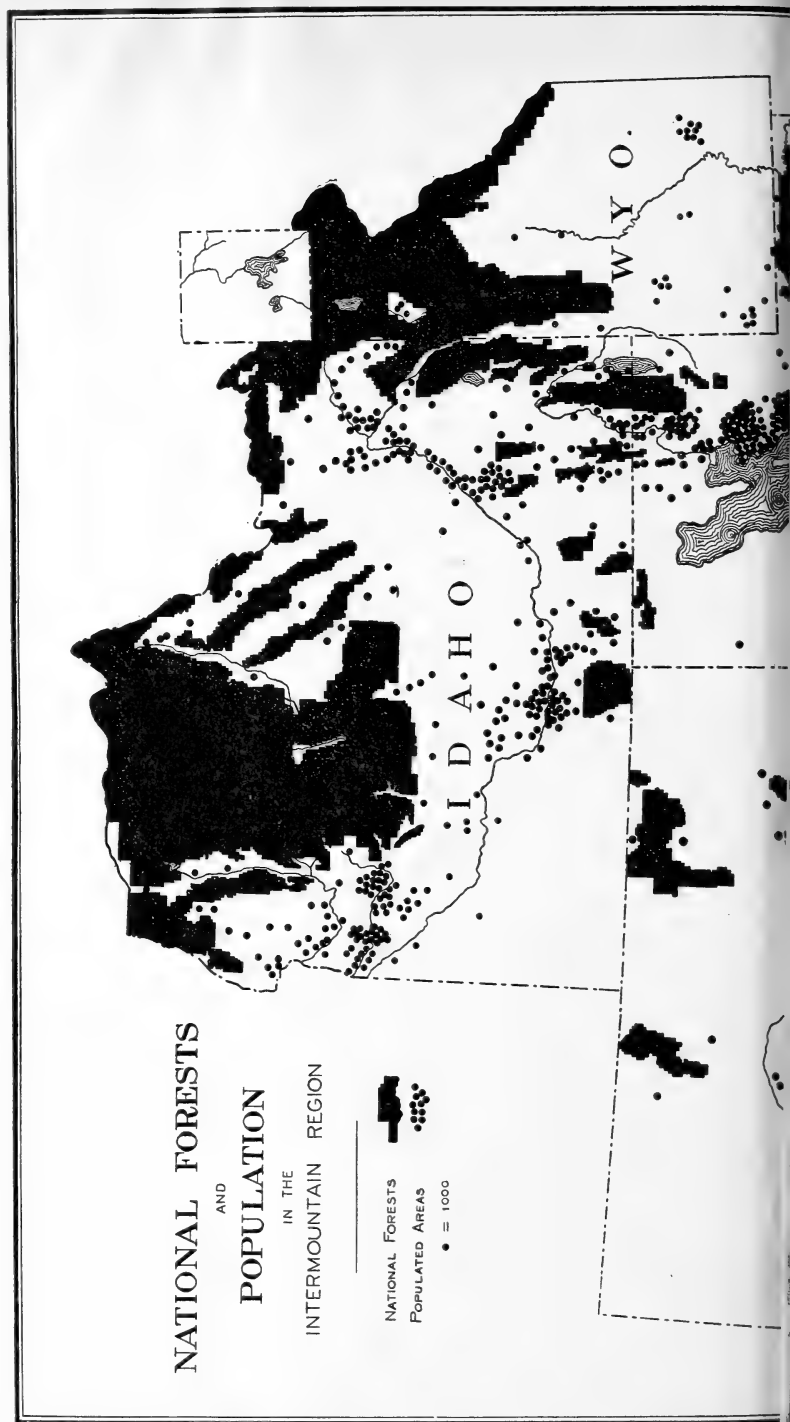 NATIONAL FORESTS
AND
POPULATION
IN THE
INTERMOUNTAIN REGION
NATIONAL FORESTS
POPULATED AREAS
• = 1000
IDAHO
WYO.